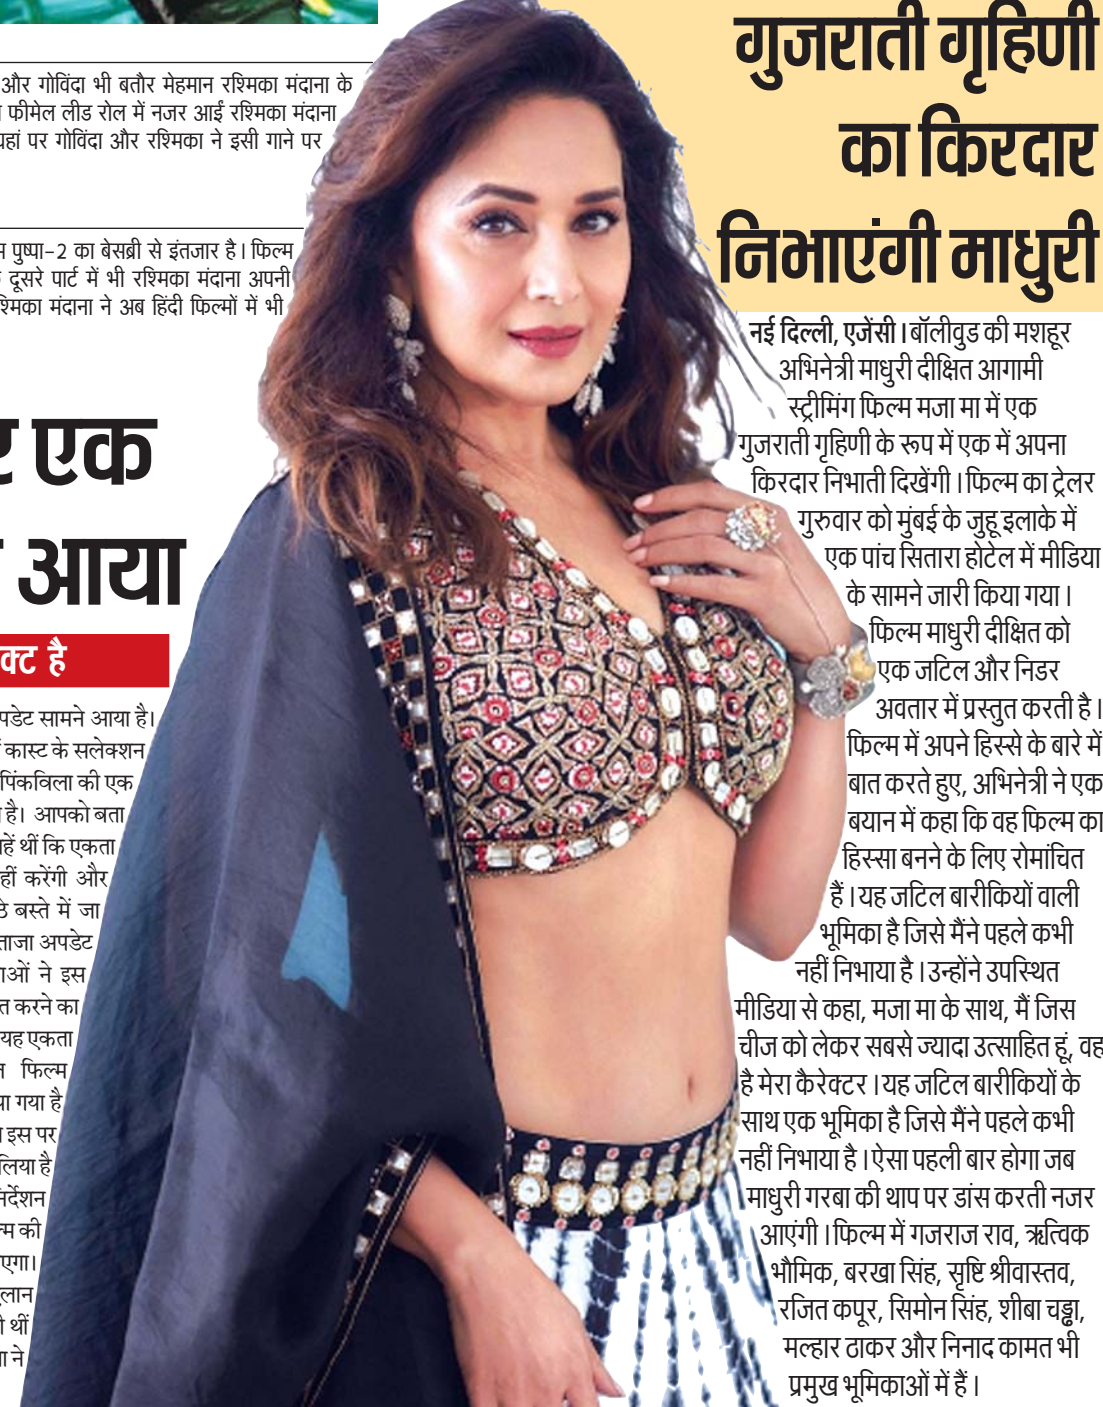 और गोविंदा भी बतौर मेहमान रश्मिका मंदाना के
फीमेल लीड रोल में नजर आईं रश्मिका मंदाना
यहां पर गोविंदा और रश्मिका ने इसी गाने पर
पुष्पा-2 का बेसब्री से इंतजार है। फिल्म
दूसरे पार्ट में भी रश्मिका मंदाना अपनी
मंदाना ने अब हिंदी फिल्मों में भी
एक
आया
है
सामने आया है।
कास्ट के सलेक्शन
पिंकविला की एक
है। आपको बता
थीं कि एकता
करेंगी और
बस्ते में जा
ताजा अपडेट
ने इस
करने का
यह एकता
फिल्म
गया है
इस पर
लिया है
की
थीं
ने
गुजराती गृहिणी
का किरदार
निभाएंगी माधुरी
नई दिल्ली, एजेंसी। बॉलीवुड की मशहूर
अभिनेत्री माधुरी दीक्षित आगामी
स्ट्रीमिंग फिल्म मजा मा में एक
गुजराती गृहिणी के रूप में एक में अपना
किरदार निभाती दिखेंगी। फिल्म का ट्रेलर
गुरुवार को मुंबई के जुहू इलाके में
एक पांच सितारा होटेल में मीडिया
के सामने जारी किया गया।
फिल्म माधुरी दीक्षित को
एक जटिल और निडर
अवतार में प्रस्तुत करती है।
फिल्म में अपने हिस्से के बारे में
बात करते हुए, अभिनेत्री ने एक
बयान में कहा कि वह फिल्म का
हिस्सा बनने के लिए रोमांचित
हैं। यह जटिल बारीकियों वाली
भूमिका है जिसे मैंने पहले कभी
नहीं निभाया है। उन्होंने उपस्थित
मीडिया से कहा, मजा मा के साथ, मैं जिस
चीज को लेकर सबसे ज्यादा उत्साहित हूं, वह
है मेरा कैरेक्टर। यह जटिल बारीकियों के
साथ एक भूमिका है जिसे मैंने पहले कभी
नहीं निभाया है। ऐसा पहली बार होगा जब
माधुरी गरबा की थाप पर डांस करती नजर
आएंगी। फिल्म में गजराज राव, ऋत्विक
भौमिक, बरखा सिंह, सृष्टि श्रीवास्तव,
रजित कपूर, सिमोन सिंह, शीबा चड्ढा,
मल्हार ठाकर और निनाद कामत भी
प्रमुख भूमिकाओं में हैं।